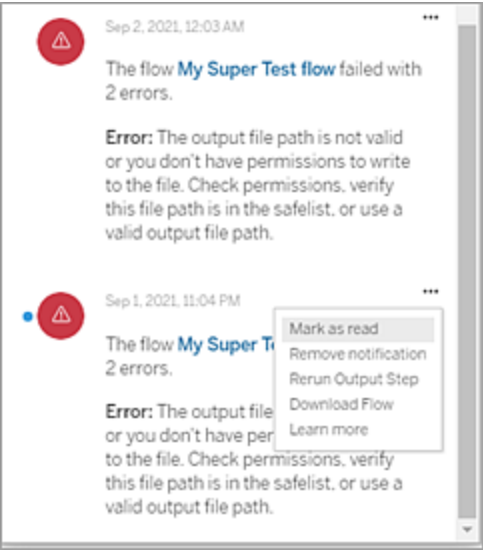 Sep 2, 2021, 12:03 AM
The flow My Super Test flow failed with
2 errors.
Error: The output file path is not valid
or you don't have permissions to write
to the file. Check permissions, verify
this file path is in the safelist, or use a
valid output file path.
Sep 1, 2021, 11:04 PM
The flow My Super Te
2 errors.
Error: The output file
or you don't have per
to the file. Check permissions, verify
this file path is in the safelist, or use a
valid output file path.
Mark as read
Remove notification
Rerun Output Step
Download Flow
Learn more